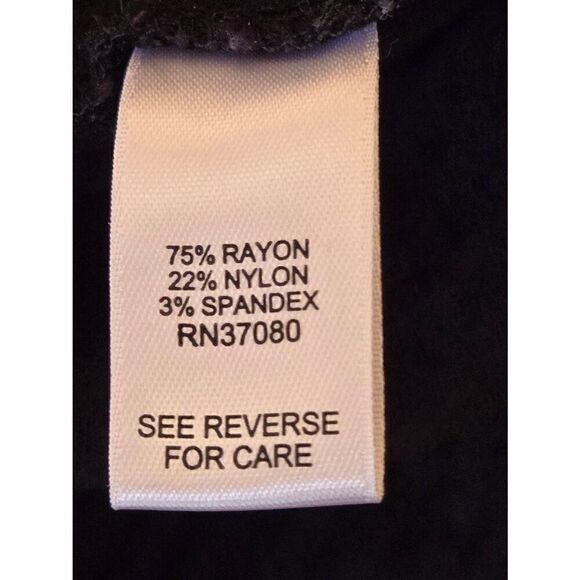 75% RAYON
22% NYLON
3% SPANDEX
RN37080
SEE REVERSE
FOR CARE